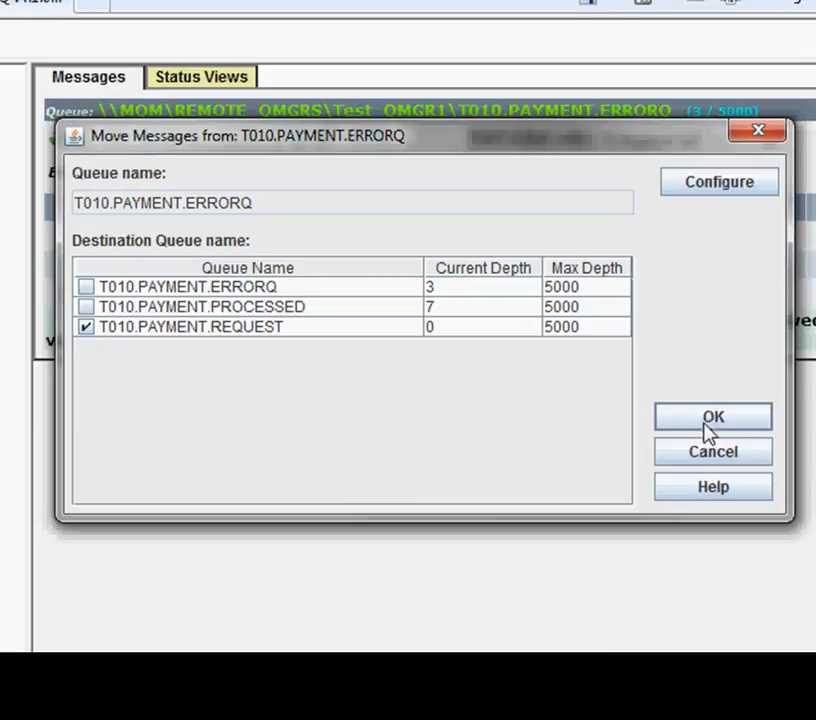 Messages
Status Views
Queue: \\MOM\REMOTE_QMGRS\Test_QMGR1\T010.PAYMENT.ERRORQ (3 / 5000)
Move Messages from: T010.PAYMENT.ERRORQ
Queue name:
Configure
T010.PAYMENT.ERRORQ
Destination Queue name:
Queue Name Current Depth Max Depth
T010.PAYMENT.ERRORQ 3 5000
T010.PAYMENT.PROCESSED 7 5000
T010.PAYMENT.REQUEST 0 5000
OK
Cancel
Help